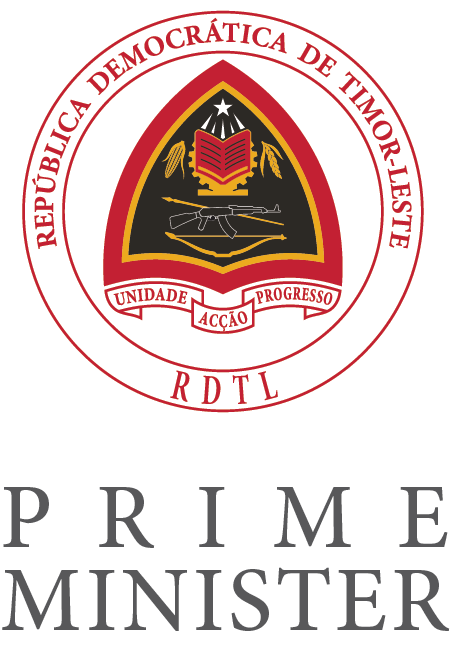 REPÚBLICA DEMOCRÁTICA DE TIMOR-LESTE
UNIDADE ACÇÃO PROGRESSO
RDTL
PRIME
MINISTER